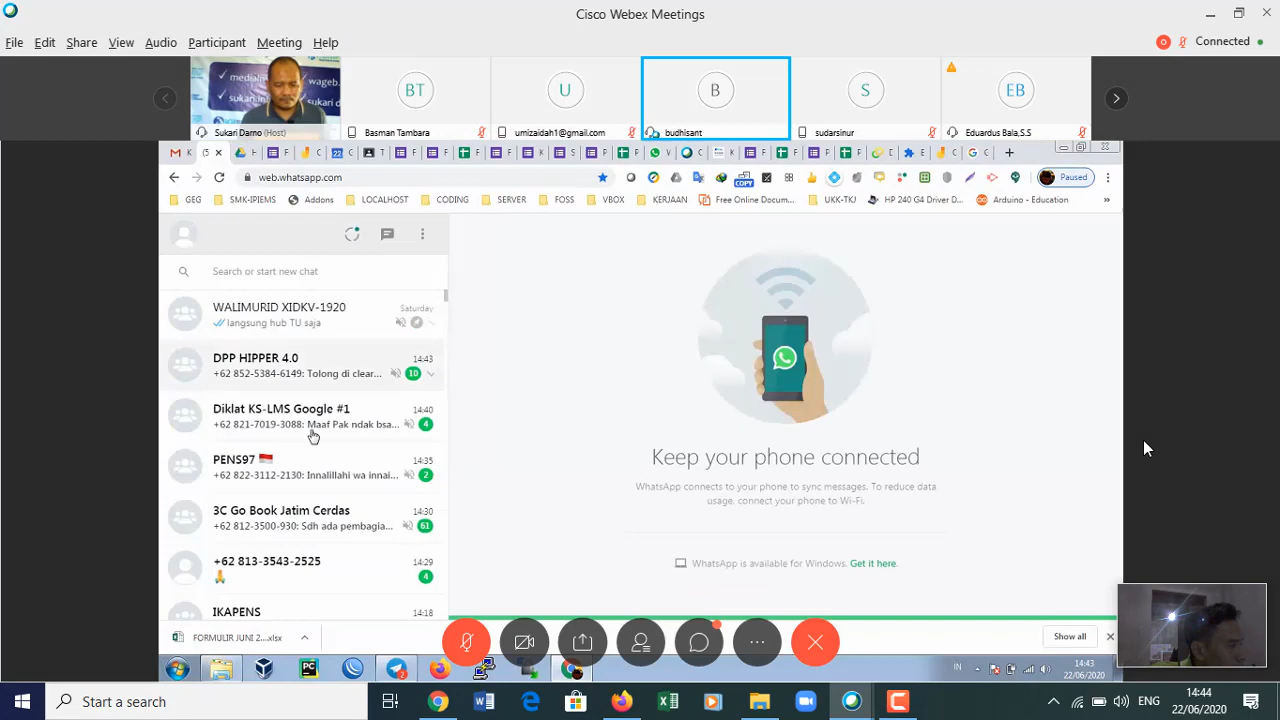 Cisco Webex Meetings
File Edit Share View Audio Participant Meeting Help
Connected
BT U B S EB
Sukari Darno (Host) Basman Tambara umizaidah1@gmail.com budhisant sudarsinur Eduardus Bala,S.S
web.whatsapp.com
COPY
Paused
GEG SMK-IPIEMS Addons LOCALHOST CODING SERVER FOSS VBOX KERJAAN Free Online Docum... UKK-TKJ HP 240 G4 Driver D... Arduino - Education »
Search or start new chat
WALIMURID XIDKV-1920 Saturday
langsung hub TU saja
DPP HIPPER 4.0 14:43
+62 852-5384-6149: Tolong di clear... 10
Diklat KS-LMS Google #1 14:40
+62 821-7019-3088: Maaf Pak ndak bsa... 4
PENS97 🇮🇩 14:35
+62 822-3112-2130: Innalillahi wa innai... 2
3C Go Book Jatim Cerdas 14:30
+62 812-3500-930: Sdh ada pembagia... 61
+62 813-3543-2525 14:29
🙏 4
IKAPENS 14:18
Keep your phone connected
WhatsApp connects to your phone to sync messages. To reduce data
usage, connect your phone to Wi-Fi.
WhatsApp is available for Windows. Get it here.
FORMULIR JUNI 2....xlsx
Show all
IN 14:43
22/06/2020
Start a search
ENG 14:44
22/06/2020